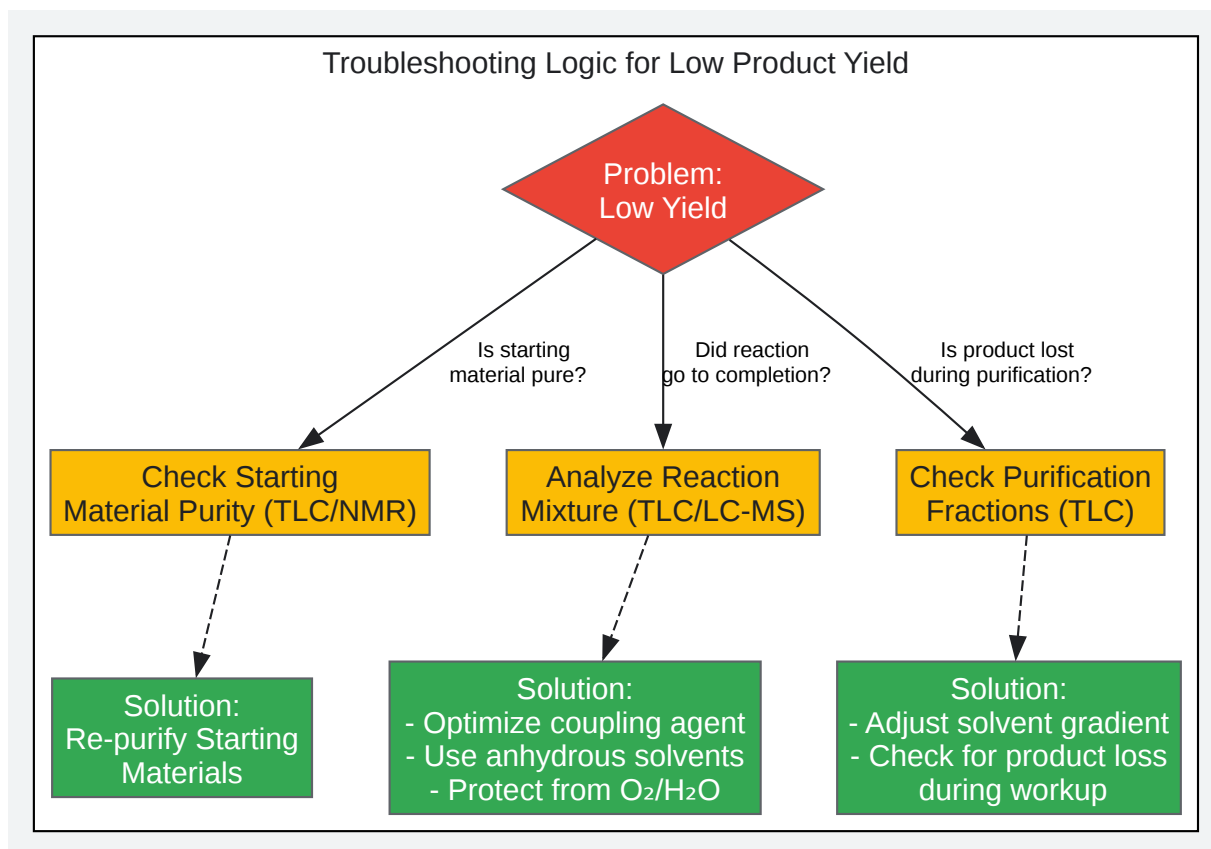 Troubleshooting Logic for Low Product Yield
Problem:
Low Yield
Is starting
material pure?
Did reaction
go to completion?
Is product lost
during purification?
Check Starting
Material Purity (TLC/NMR)
Analyze Reaction
Mixture (TLC/LC-MS)
Check Purification
Fractions (TLC)
Solution:
Re-purify Starting
Materials
Solution:
- Optimize coupling agent
- Use anhydrous solvents
- Protect from O₂/H₂O
Solution:
- Adjust solvent gradient
- Check for product loss
during workup